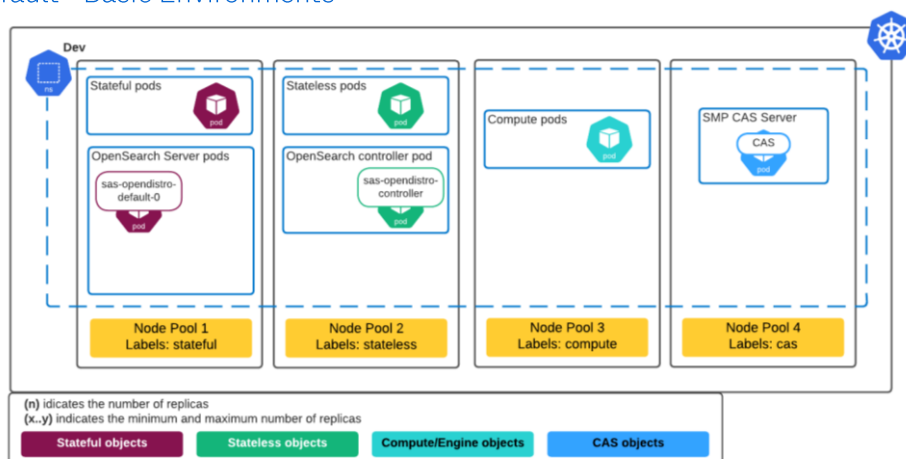 Basic Environments
Dev
ns
Stateful pods
pod
OpenSearch Server pods
sas-opendistro-
default-0
pod
Stateless pods
pod
OpenSearch controller pod
sas-opendistro-
controller
pod
Compute pods
pod
SMP CAS Server
CAS
pod
Node Pool 1
Labels: stateful
Node Pool 2
Labels: stateless
Node Pool 3
Labels: compute
Node Pool 4
Labels: cas
(n) idicates the number of replicas
(x..y) indicates the minimum and maximum number of replicas
Stateful objects
Stateless objects
Compute/Engine objects
CAS objects